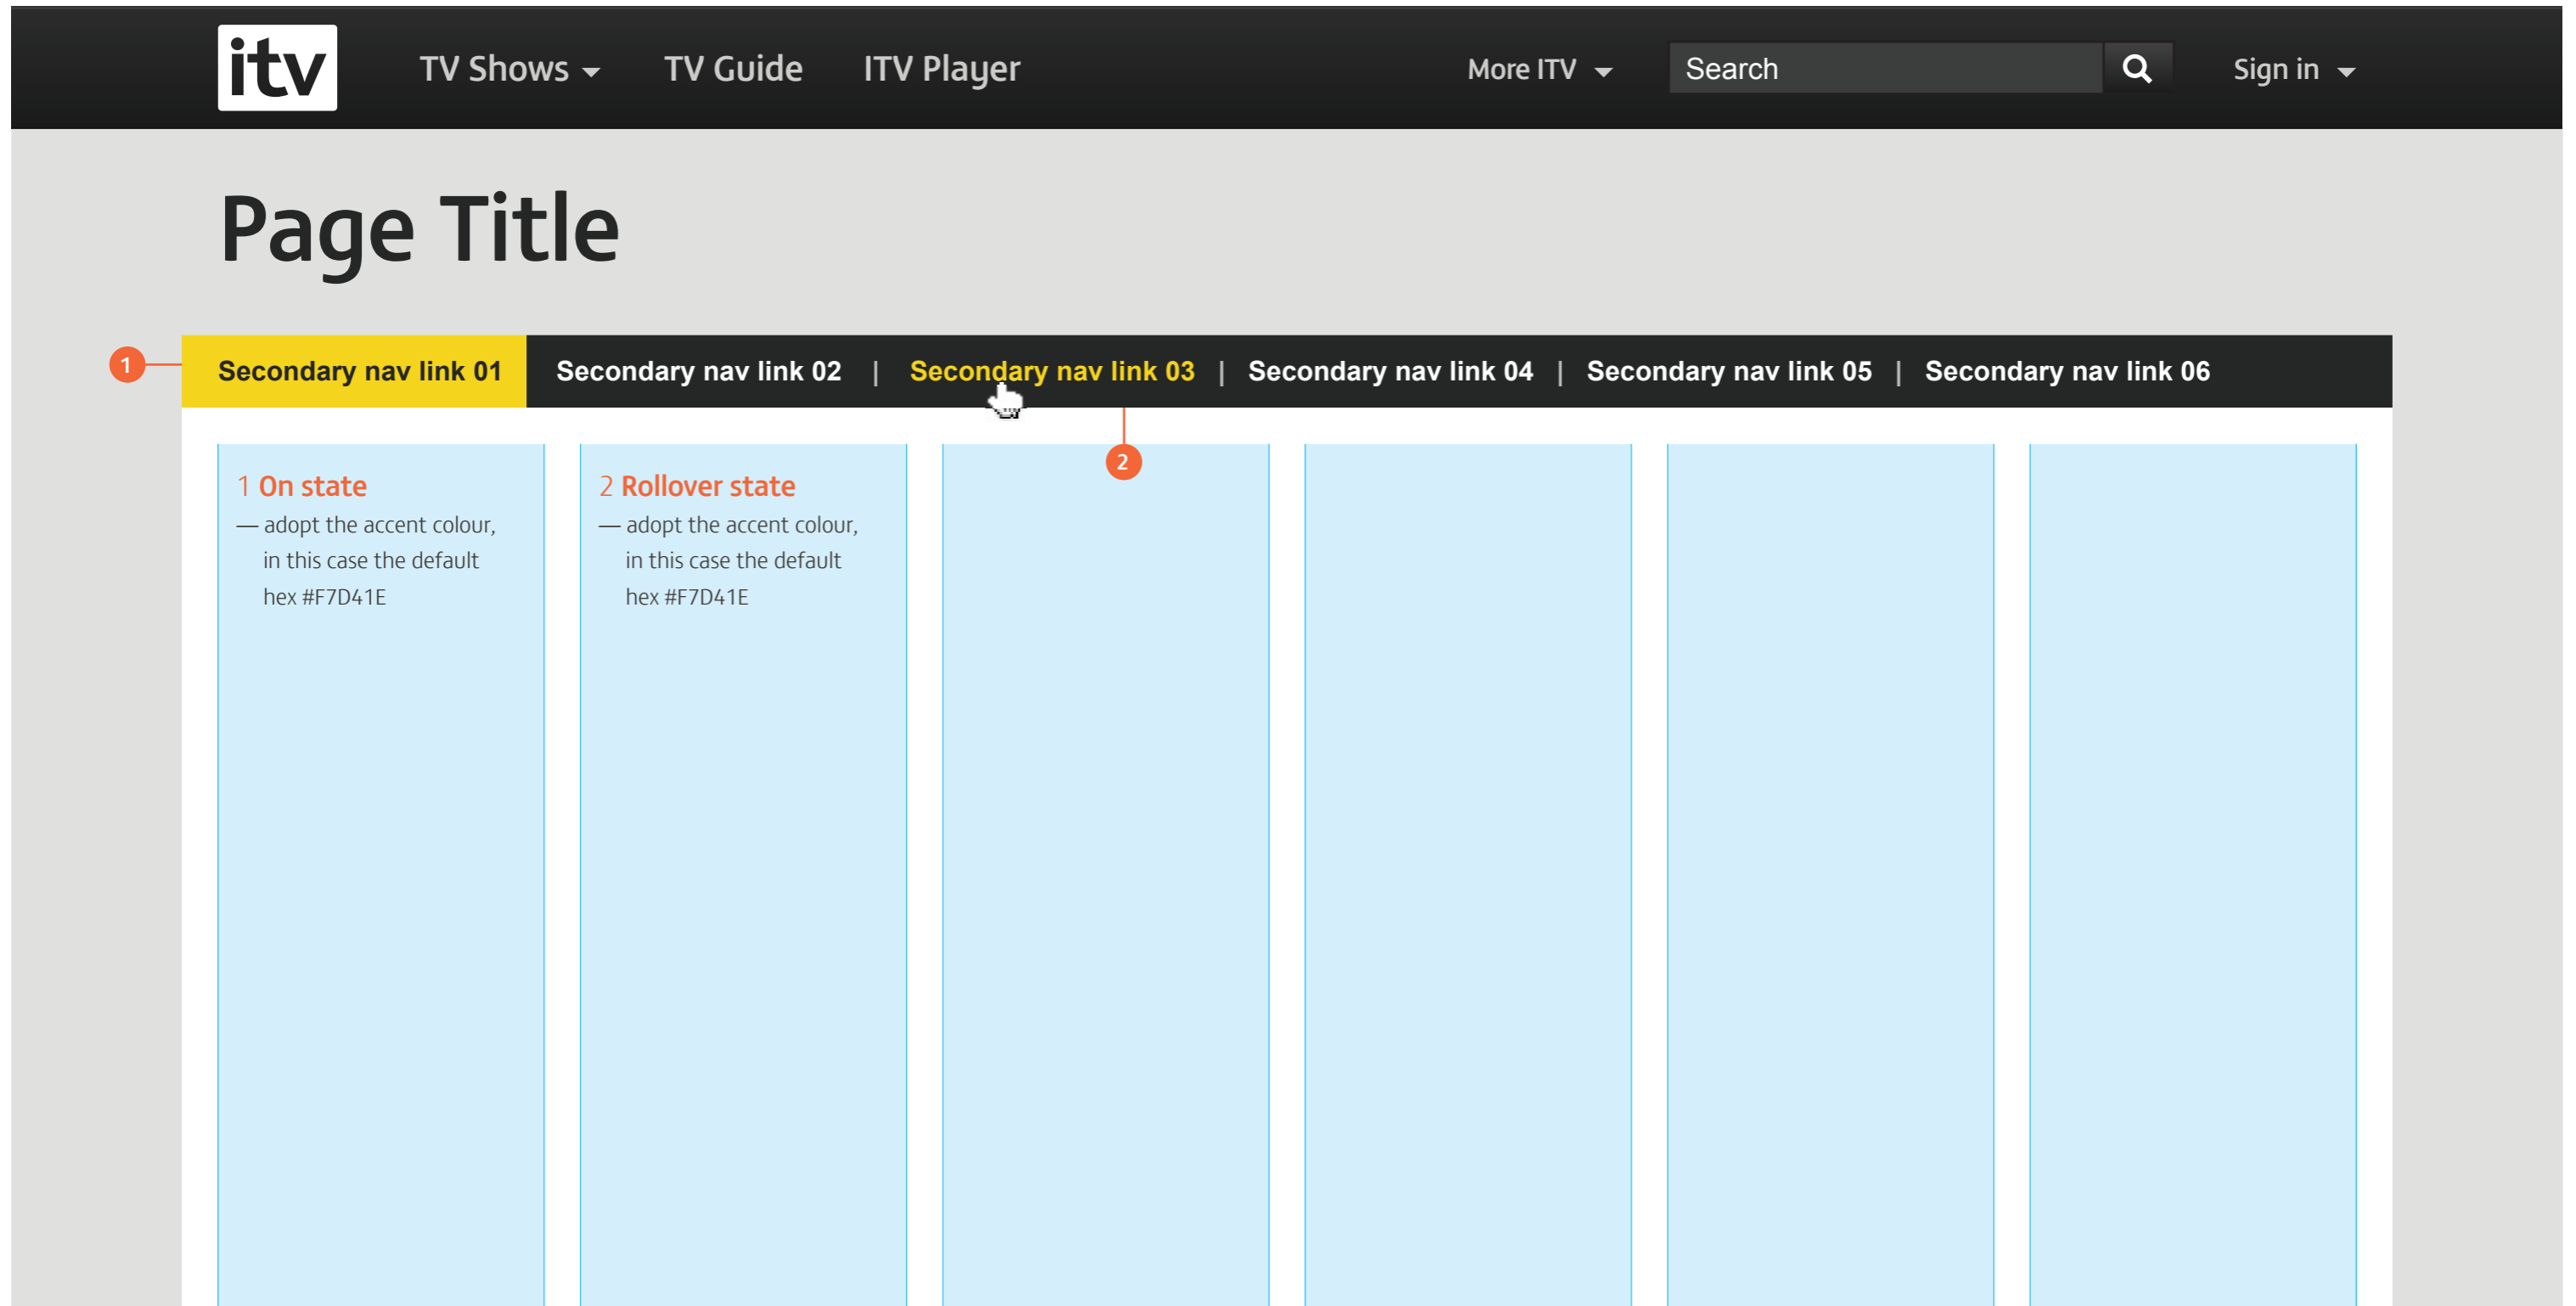 itv
TV Shows
TV Guide
ITV Player
More ITV
Search
Sign in
Page Title
1
Secondary nav link 01
Secondary nav link 02 | Secondary nav link 03 | Secondary nav link 04 | Secondary nav link 05 | Secondary nav link 06
2
1 On state
— adopt the accent colour,
in this case the default
hex #F7D41E
2 Rollover state
— adopt the accent colour,
in this case the default
hex #F7D41E